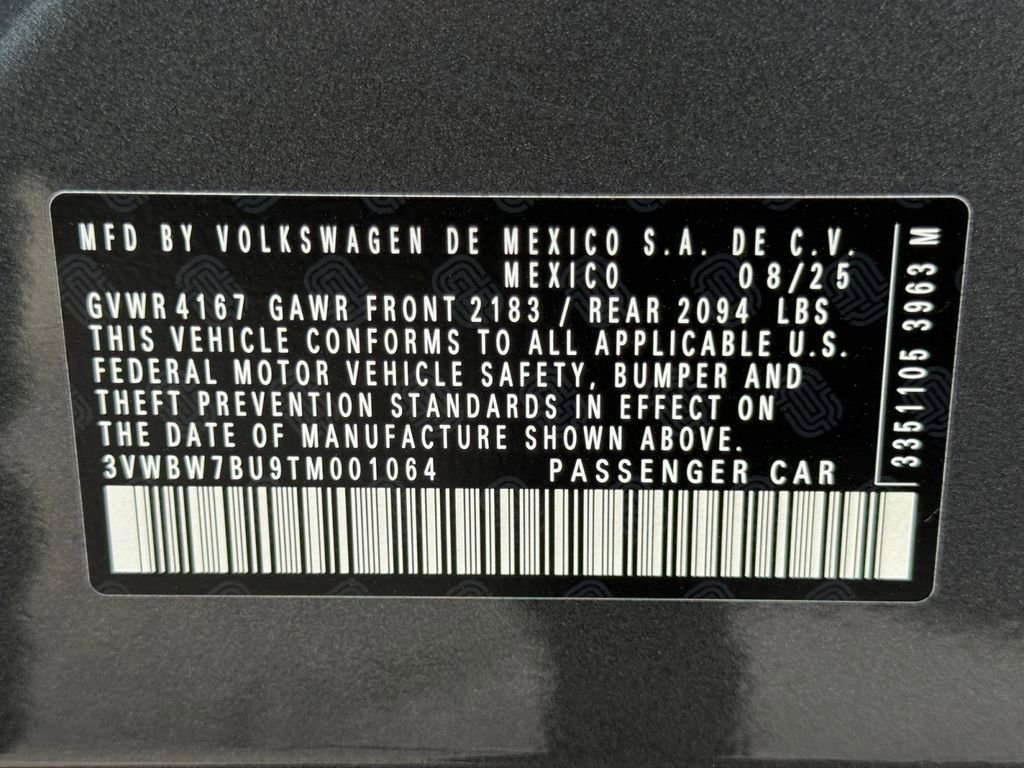 MFD BY VOLKSWAGEN DE MEXICO S.A. DE C.V.
MEXICO 08/25
GVWR 4167 GAWR FRONT 2183 / REAR 2094 LBS
THIS VEHICLE CONFORMS TO ALL APPLICABLE U.S.
FEDERAL MOTOR VEHICLE SAFETY, BUMPER AND
THEFT PREVENTION STANDARDS IN EFFECT ON
THE DATE OF MANUFACTURE SHOWN ABOVE.
3VWBW7BU9TM001064 PASSENGER CAR
3351105 3963 M